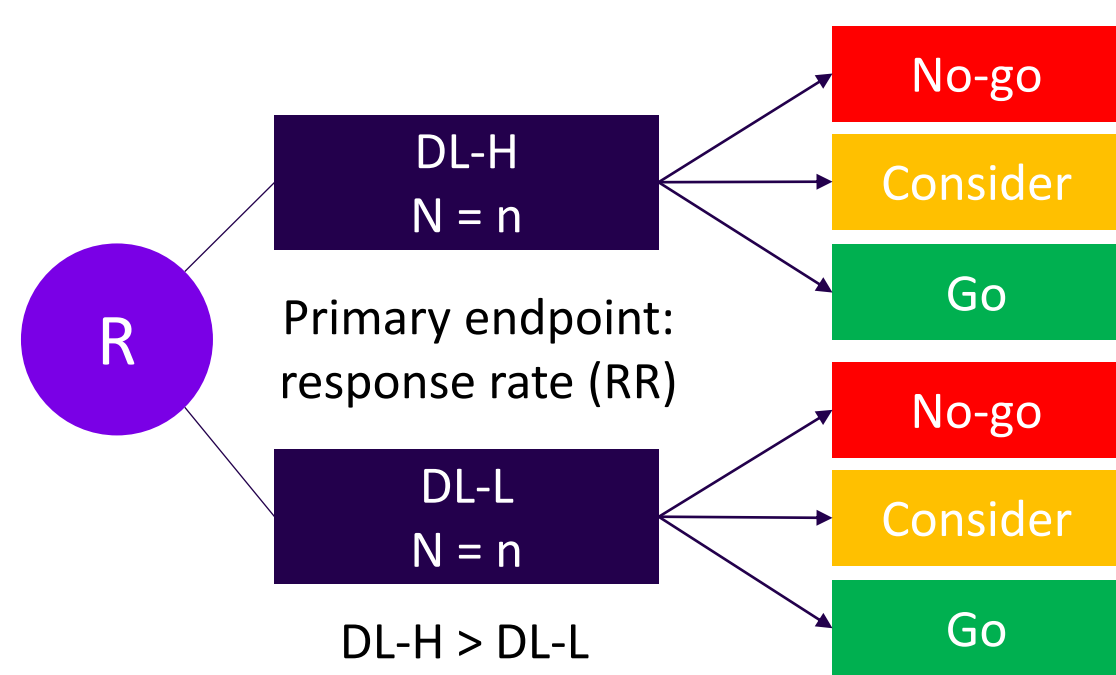 R
DL-H
N = n
Primary endpoint:
response rate (RR)
DL-L
N = n
DL-H > DL-L
No-go
Consider
Go
No-go
Consider
Go